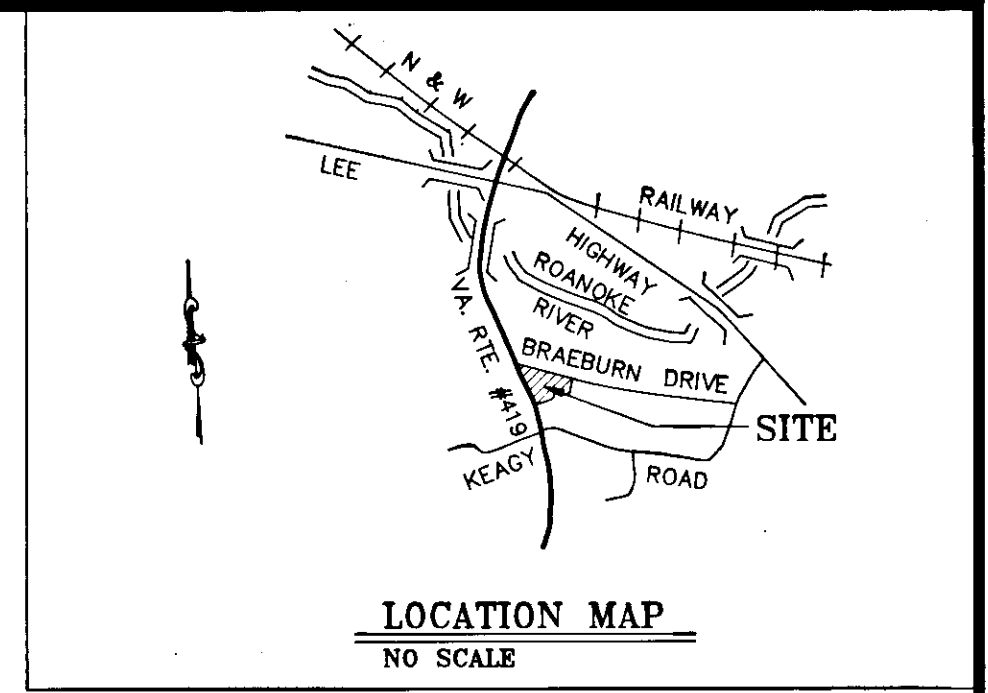 N & W
RAILWAY
LEE
HIGHWAY
ROANOKE
RIVER
VA. RTE. #419
BRAEBURN DRIVE
SITE
KEAGY
ROAD
LOCATION MAP
NO SCALE